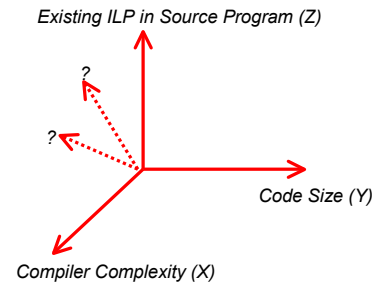 Existing ILP in Source Program (Z)
?
?
Code Size (Y)
Compiler Complexity (X)